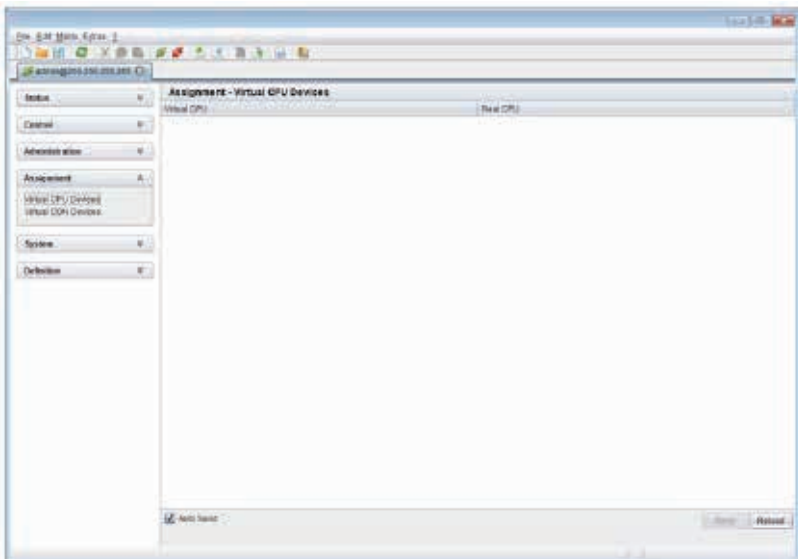 File Edit Matrix Extras ?
Assignment - Virtual CPU Devices
Virtual CPU
Real CPU
Status
Control
Administration
Assignment
Virtual CPU Devices
Virtual CON Devices
System
Definition
Auto Send
Send
Reload